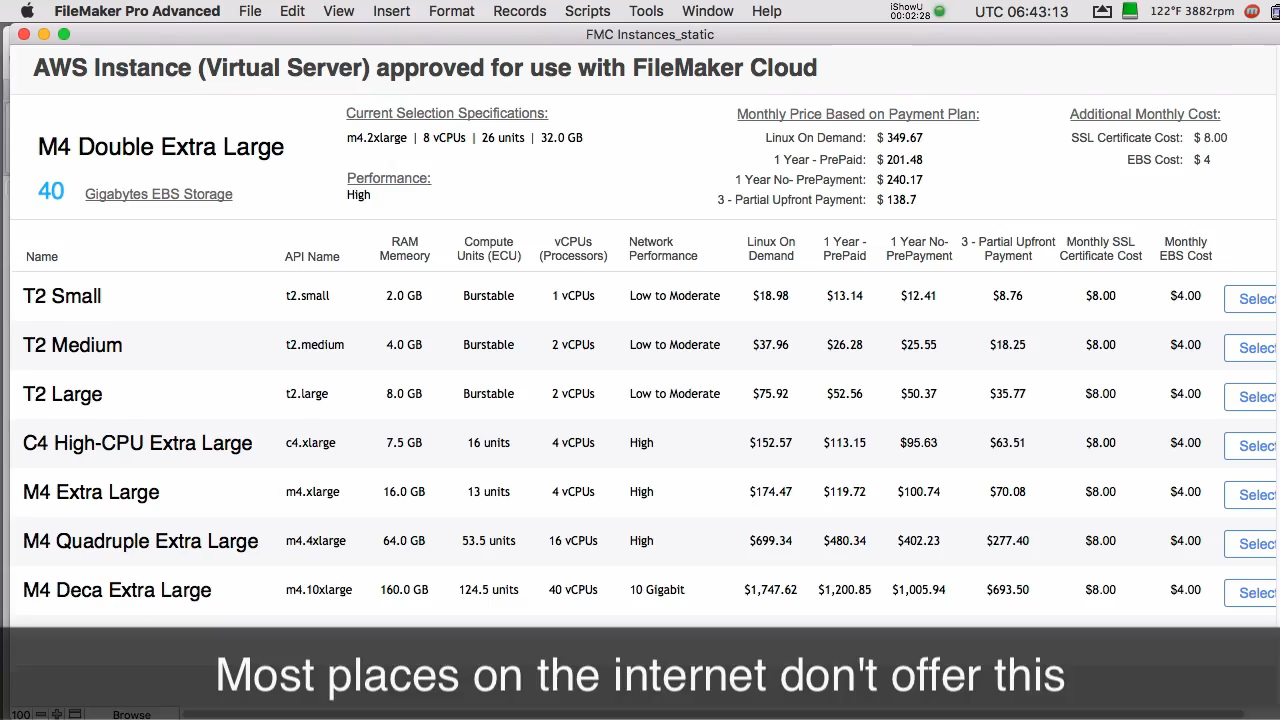 FileMaker Pro Advanced File Edit View Insert Format Records Scripts Tools Window Help iShowU 00:02:28 UTC 06:43:13 122°F 3882rpm
FMC Instances_static
AWS Instance (Virtual Server) approved for use with FileMaker Cloud
Current Selection Specifications: Monthly Price Based on Payment Plan: Additional Monthly Cost:
m4.2xlarge | 8 vCPUs | 26 units | 32.0 GB Linux On Demand: $ 349.67 SSL Certificate Cost: $ 8.00
M4 Double Extra Large 1 Year - PrePaid: $ 201.48 EBS Cost: $ 4
Performance: 1 Year No- PrePayment: $ 240.17
40 Gigabytes EBS Storage High 3 - Partial Upfront Payment: $ 138.7
Name API Name RAM Memeory Compute Units (ECU) vCPUs (Processors) Network Performance Linux On Demand 1 Year - PrePaid 1 Year No- PrePayment 3 - Partial Upfront Payment Monthly SSL Certificate Cost Monthly EBS Cost
T2 Small t2.small 2.0 GB Burstable 1 vCPUs Low to Moderate $18.98 $13.14 $12.41 $8.76 $8.00 $4.00 Select
T2 Medium t2.medium 4.0 GB Burstable 2 vCPUs Low to Moderate $37.96 $26.28 $25.55 $18.25 $8.00 $4.00 Select
T2 Large t2.large 8.0 GB Burstable 2 vCPUs Low to Moderate $75.92 $52.56 $50.37 $35.77 $8.00 $4.00 Select
C4 High-CPU Extra Large c4.xlarge 7.5 GB 16 units 4 vCPUs High $152.57 $113.15 $95.63 $63.51 $8.00 $4.00 Select
M4 Extra Large m4.xlarge 16.0 GB 13 units 4 vCPUs High $174.47 $119.72 $100.74 $70.08 $8.00 $4.00 Select
M4 Quadruple Extra Large m4.4xlarge 64.0 GB 53.5 units 16 vCPUs High $699.34 $480.34 $402.23 $277.40 $8.00 $4.00 Select
M4 Deca Extra Large m4.10xlarge 160.0 GB 124.5 units 40 vCPUs 10 Gigabit $1,747.62 $1,200.85 $1,005.94 $693.50 $8.00 $4.00 Select
Most places on the internet don't offer this
100 Browse